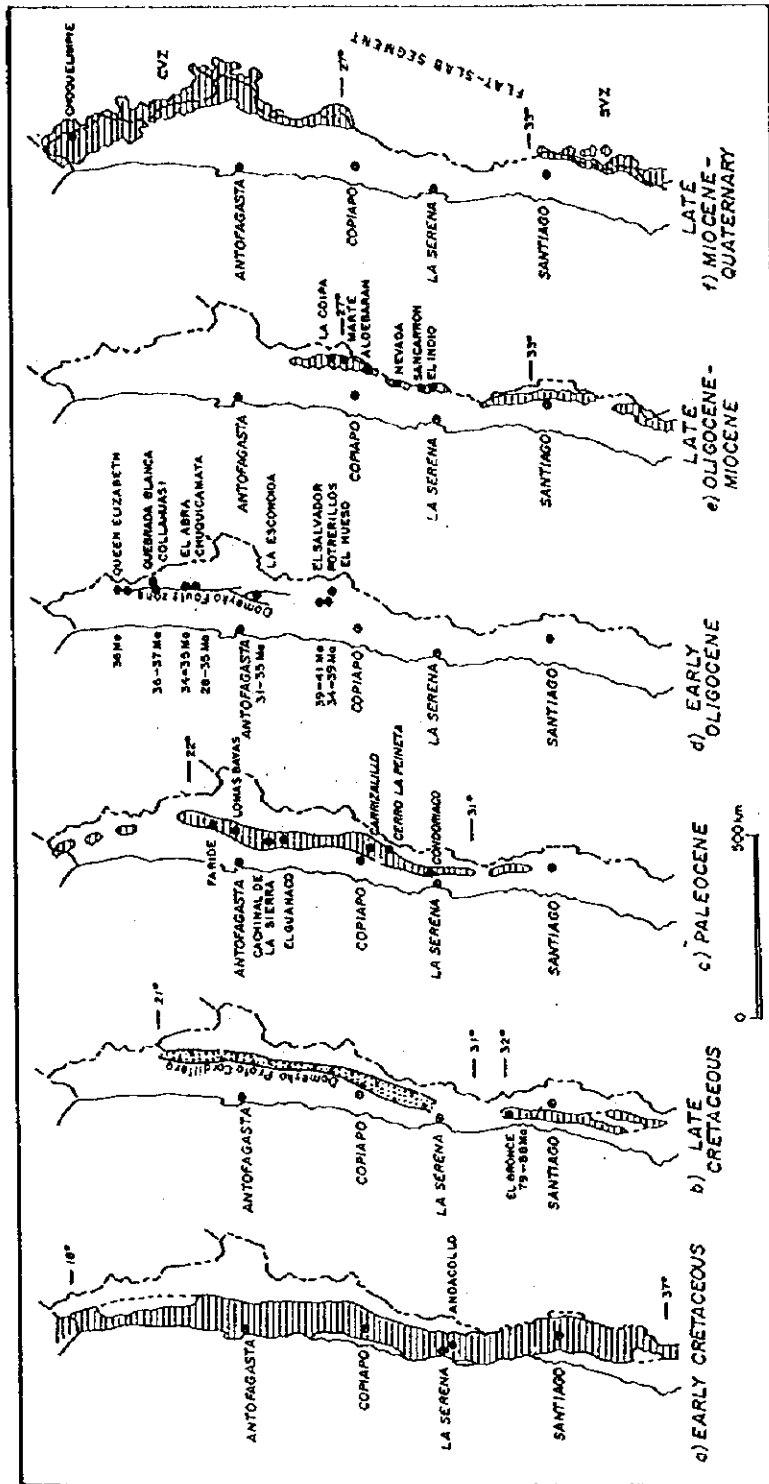 18°
ANTOFAGASTA
COPIAPO
LA SERENA
ANDACOLLO
SANTIAGO
37°
a) EARLY CRETACEOUS
21°
Domeyko Proto Cordillera
ANTOFAGASTA
COPIAPO
LA SERENA
31°
32°
EL BRONCE
79-88 Ma
SANTIAGO
b) LATE
CRETACEOUS
22°
FARIDE
LOMAS BAYAS
ANTOFAGASTA
CACHINAL DE
LA SIERRA
EL GUANACO
COPIAPO
CARRIZALILLO
CERRO LA PEINETA
LA SERENA
CONDORIACO
31°
SANTIAGO
c) PALEOCENE
0
500 km
QUEEN ELIZABETH
38 Ma
QUEBRADA BLANCA
COLLAHUASI
36-37 Ma
EL ABRA
CHUQUICAMATA
34-35 Ma
28-35 Ma
Domeyko Fault zone
ANTOFAGASTA
31-35 Ma
LA ESCONDIDA
EL SALVADOR
POTRERILLOS
EL HUESO
39-41 Ma
34-39 Ma
COPIAPO
LA SERENA
SANTIAGO
d) EARLY
OLIGOCENE
ANTOFAGASTA
LA COIPA
27°
MARTE
ALDEBARAN
COPIAPO
NEVADA
SANCARRON
EL INDIO
LA SERENA
33°
SANTIAGO
LATE
e) OLIGOCENE-
MIOCENE
CHOQUELIMPIE
CVZ
ANTOFAGASTA
27°
COPIAPO
FLAT-SLAB SEGMENT
LA SERENA
33°
SVZ
SANTIAGO
LATE
f) MIOCENE-
QUATERNARY